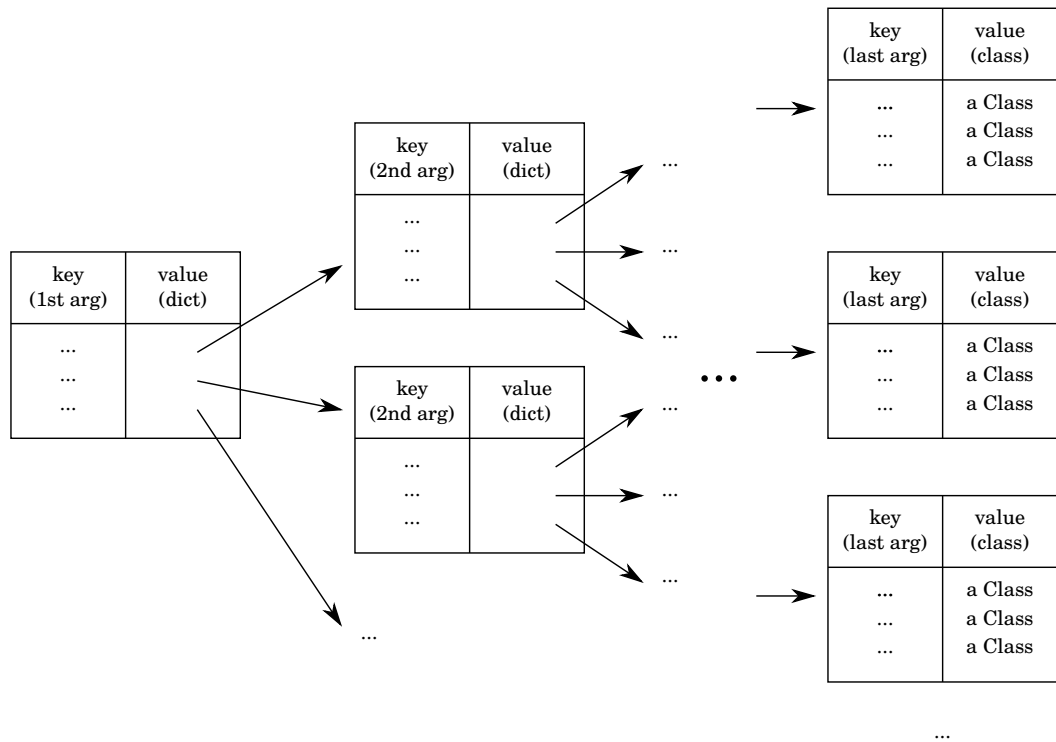 key
(1st arg)
value
(dict)
...
...
...
key
(2nd arg)
value
(dict)
...
...
...
key
(2nd arg)
value
(dict)
...
...
...
...
...
...
...
...
...
...
...
key
(last arg)
value
(class)
... a Class
... a Class
... a Class
key
(last arg)
value
(class)
... a Class
... a Class
... a Class
key
(last arg)
value
(class)
... a Class
... a Class
... a Class
...